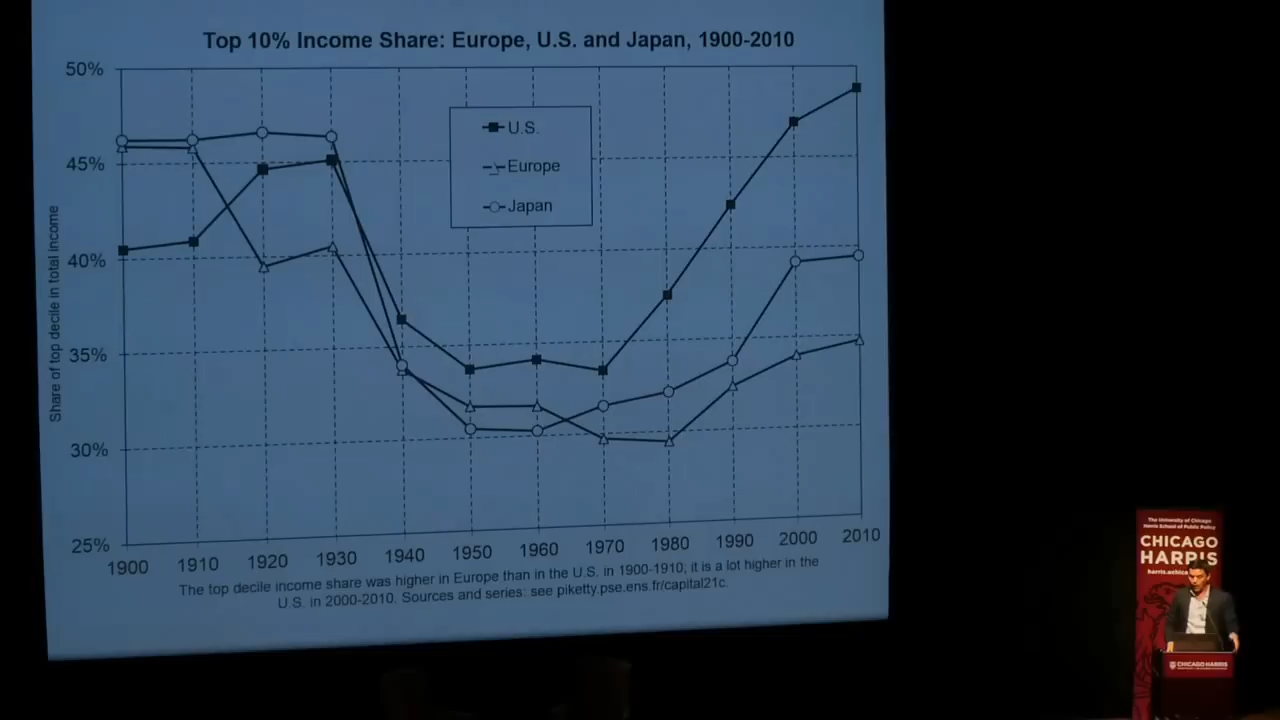 Top 10% Income Share: Europe, U.S. and Japan, 1900-2010
50%
45%
40%
35%
30%
25%
Share of top decile in total income
U.S.
Europe
Japan
1900 1910 1920 1930 1940 1950 1960 1970 1980 1990 2000 2010
The top decile income share was higher in Europe than in the U.S. in 1900-1910; it is a lot higher in the
U.S. in 2000-2010. Sources and series: see piketty.pse.ens.fr/capital21c.
The University of Chicago
Harris School of Public Policy
CHICAGO
HARRIS
harris.uchica
CHICAGO HARRIS